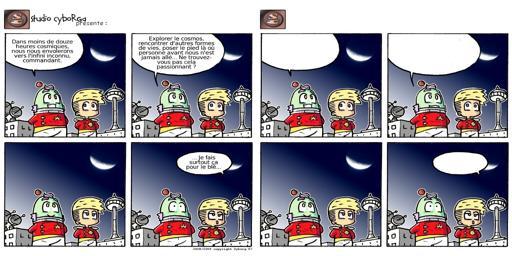 studio cyborga
présente :
Dans moins de douze
heures cosmiques,
nous nous envolerons
vers l'infini inconnu,
commandant.
Explorer le cosmos,
rencontrer d'autres formes
de vies, poser le pied là où
personne avant nous n'est
jamais allé... Ne trouvez-
vous pas cela
passionnant ?
... Je fais
surtout ça
pour le blé...